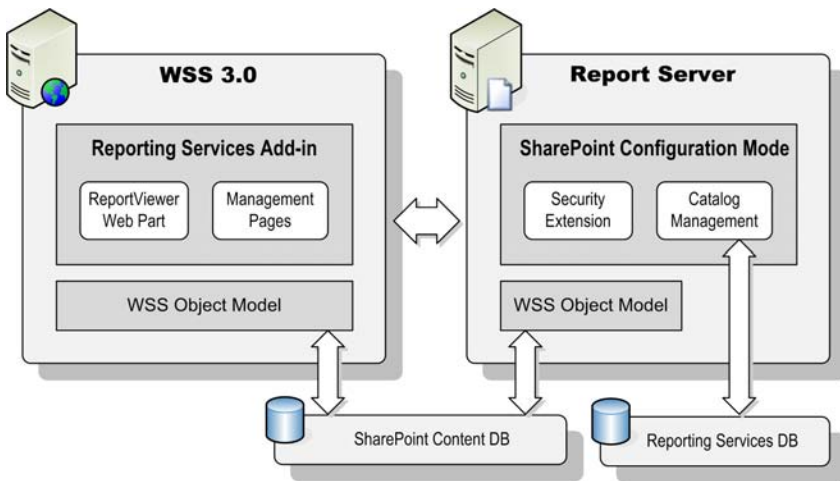 WSS 3.0
Reporting Services Add-in
ReportViewer
Web Part
Management
Pages
WSS Object Model
Report Server
SharePoint Configuration Mode
Security
Extension
Catalog
Management
WSS Object Model
SharePoint Content DB
Reporting Services DB